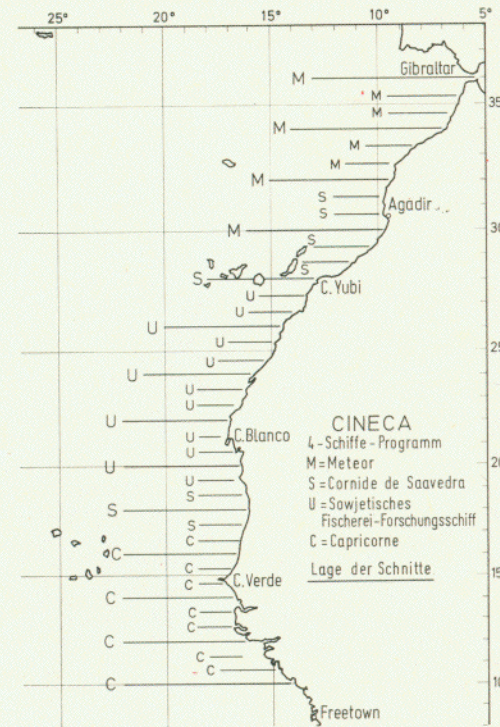 25° 20° 15° 10° 5°
Gibraltar
M
M
35
M
M
M
M
M
S
Agadir
S
30
M
S
S
S
C. Yubi
U
U
U
U
25
U
U
U
U
U
C. Blanco
U
U
20
U
U
S
S
S
C
C
C
15
C
C. Verde
C
C
C
C
C
C
10
C
Freetown
CINECA
4-Schiffe-Programm
M=Meteor
S=Cornide de Saavedra
U=Sowjetisches
Fischerei-Forschungsschiff
C=Capricorne
Lage der Schnitte